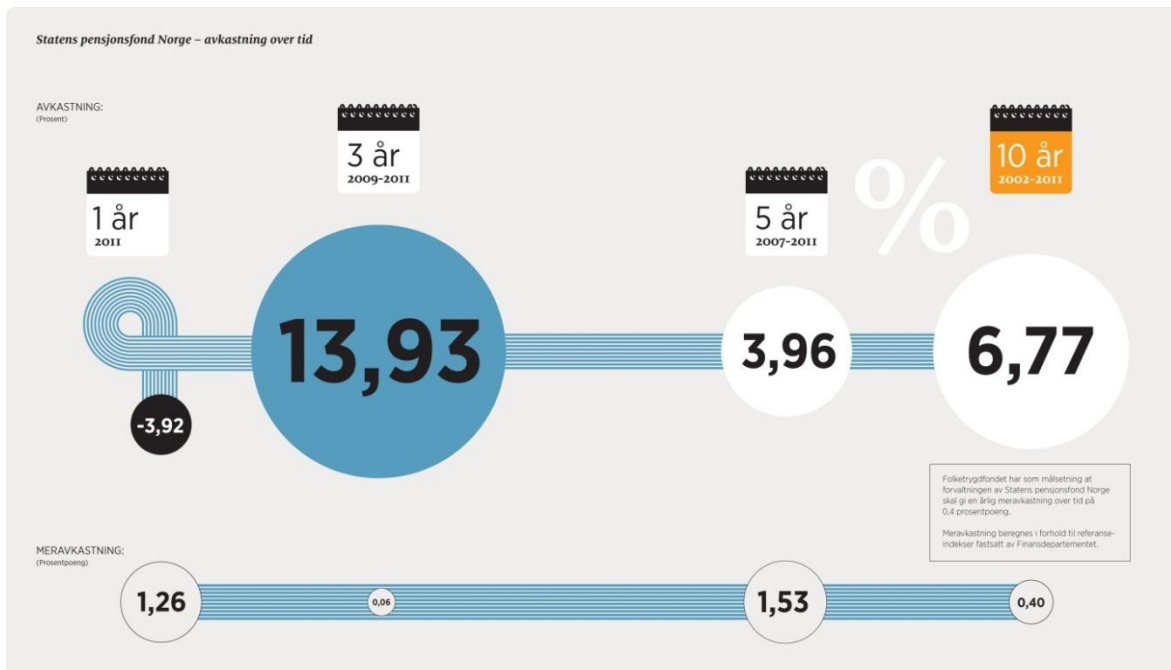 Statens pensjonsfond Norge – avkastning over tid
AVKASTNING:
(Prosent)
1 år
2011
3 år
2009-2011
5 år
2007-2011
%
10 år
2002-2011
-3,92
13,93
3,96
6,77
Folketrygdfondet har som målsetning at
forvaltningen av Statens pensjonsfond Norge
skal gi en årlig meravkastning over tid på
0,4 prosentpoeng.
Meravkastning beregnes i forhold til referanse-
indekser fastsatt av Finansdepartementet.
MERAVKASTNING:
(Prosentpoeng)
1,26
0,06
1,53
0,40